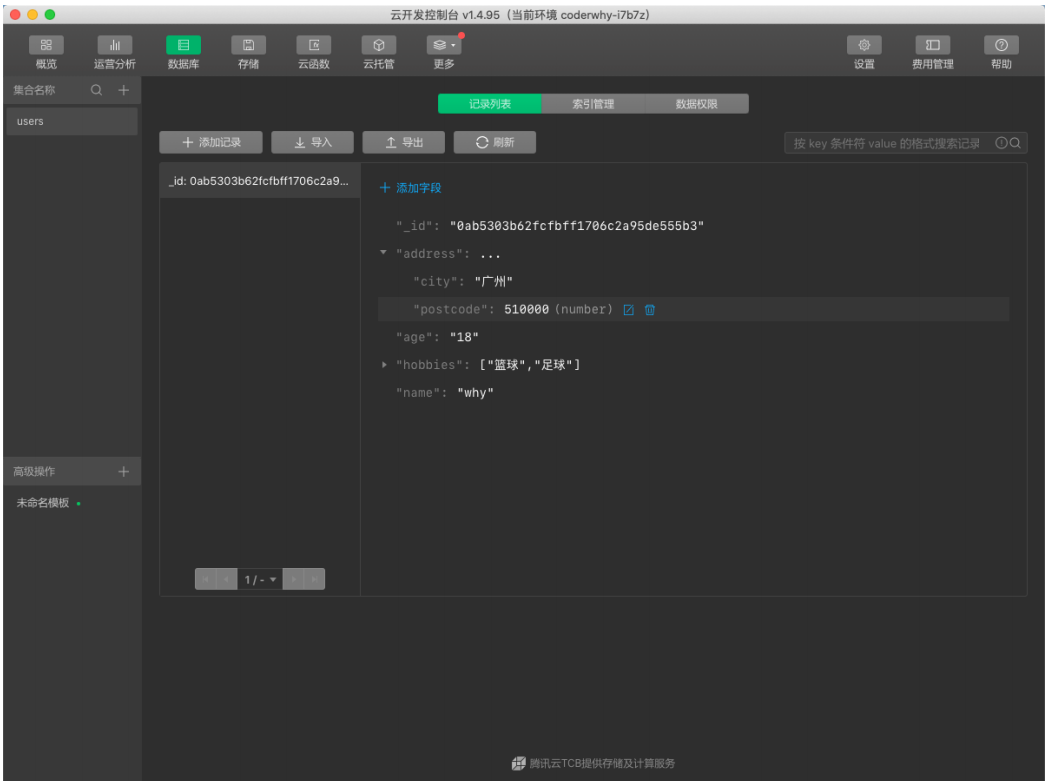 云开发控制台 v1.4.95（当前环境 coderwhy-i7b7z）
概览 运营分析 数据库 存储 云函数 云托管 更多 设置 费用管理 帮助
集合名称
users
记录列表 索引管理 数据权限
添加记录 导入 导出 刷新 按 key 条件符 value 的格式搜索记录
_id: 0ab5303b62fcfbff1706c2a9...
添加字段
"_id": "0ab5303b62fcfbff1706c2a95de555b3"
"address": ...
"city": "广州"
"postcode": 510000 (number)
"age": "18"
"hobbies": ["篮球","足球"]
"name": "why"
高级操作
未命名模板
1 / -
腾讯云TCB提供存储及计算服务